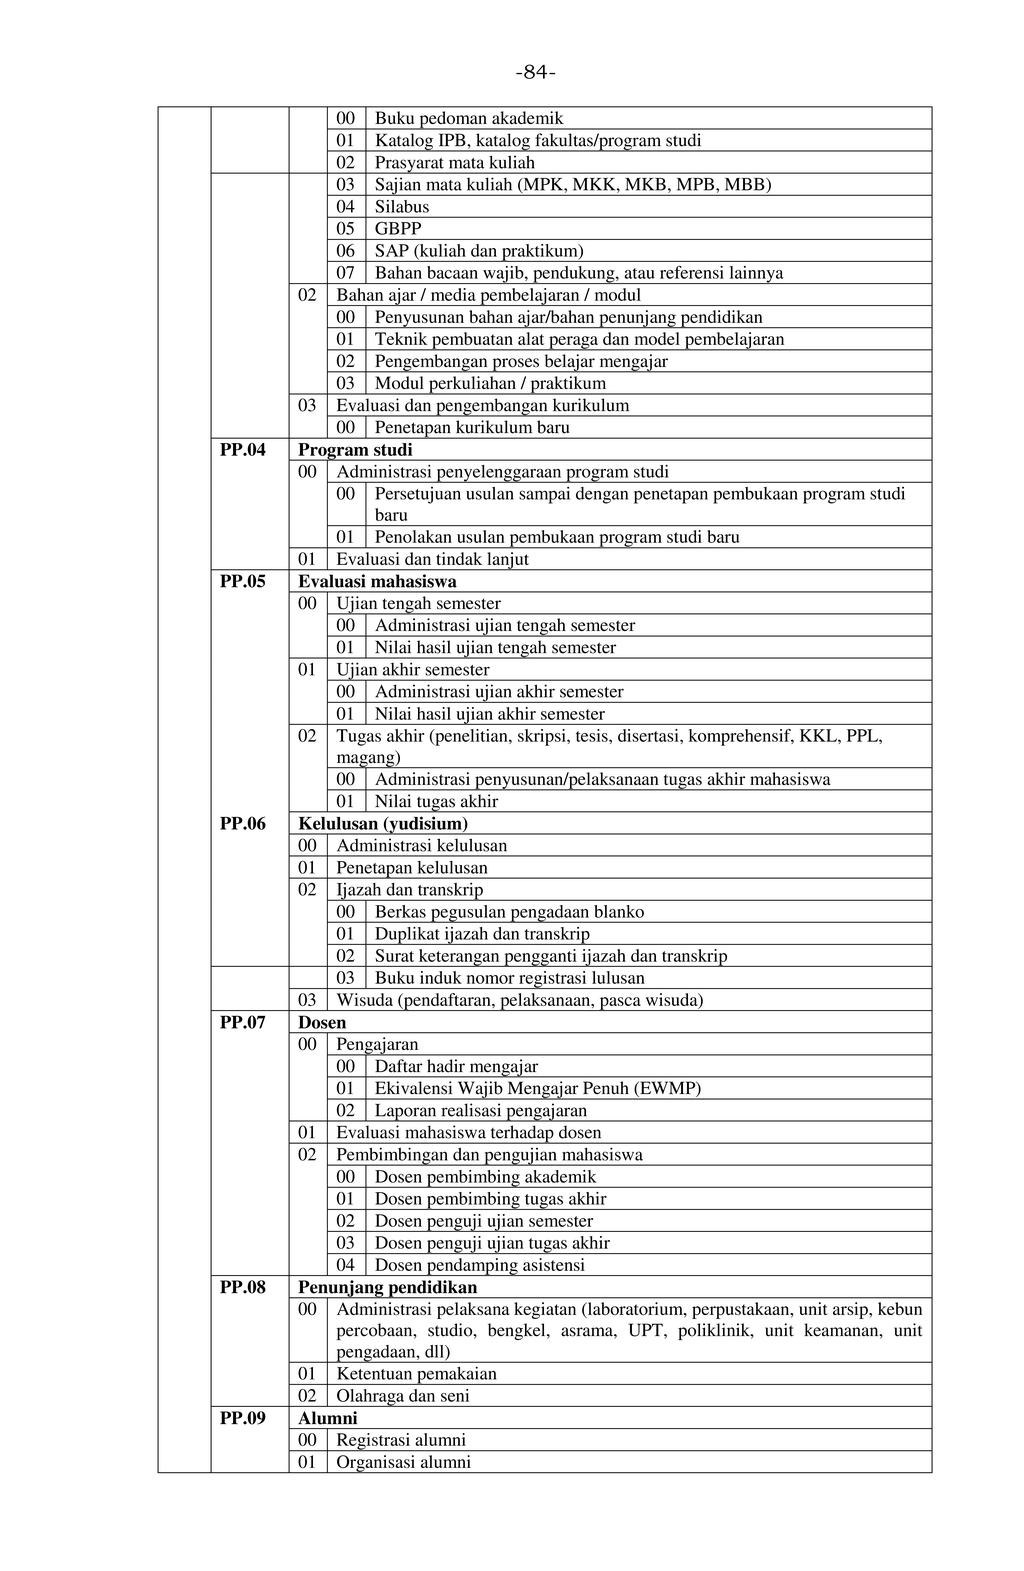 -84-
00 Buku pedoman akademik
01 Katalog IPB, katalog fakultas/program studi
02 Prasyarat mata kuliah
03 Sajian mata kuliah (MPK, MKK, MKB, MPB, MBB)
04 Silabus
05 GBPP
06 SAP (kuliah dan praktikum)
07 Bahan bacaan wajib, pendukung, atau referensi lainnya
02 Bahan ajar / media pembelajaran / modul
00 Penyusunan bahan ajar/bahan penunjang pendidikan
01 Teknik pembuatan alat peraga dan model pembelajaran
02 Pengembangan proses belajar mengajar
03 Modul perkuliahan / praktikum
03 Evaluasi dan pengembangan kurikulum
00 Penetapan kurikulum baru
PP.04 Program studi
00 Administrasi penyelenggaraan program studi
00 Persetujuan usulan sampai dengan penetapan pembukaan program studi
baru
01 Penolakan usulan pembukaan program studi baru
01 Evaluasi dan tindak lanjut
PP.05 Evaluasi mahasiswa
00 Ujian tengah semester
00 Administrasi ujian tengah semester
01 Nilai hasil ujian tengah semester
01 Ujian akhir semester
00 Administrasi ujian akhir semester
01 Nilai hasil ujian akhir semester
02 Tugas akhir (penelitian, skripsi, tesis, disertasi, komprehensif, KKL, PPL,
magang)
00 Administrasi penyusunan/pelaksanaan tugas akhir mahasiswa
01 Nilai tugas akhir
PP.06 Kelulusan (yudisium)
00 Administrasi kelulusan
01 Penetapan kelulusan
02 Ijazah dan transkrip
00 Berkas pegusulan pengadaan blanko
01 Duplikat ijazah dan transkrip
02 Surat keterangan pengganti ijazah dan transkrip
03 Buku induk nomor registrasi lulusan
03 Wisuda (pendaftaran, pelaksanaan, pasca wisuda)
PP.07 Dosen
00 Pengajaran
00 Daftar hadir mengajar
01 Ekivalensi Wajib Mengajar Penuh (EWMP)
02 Laporan realisasi pengajaran
01 Evaluasi mahasiswa terhadap dosen
02 Pembimbingan dan pengujian mahasiswa
00 Dosen pembimbing akademik
01 Dosen pembimbing tugas akhir
02 Dosen penguji ujian semester
03 Dosen penguji ujian tugas akhir
04 Dosen pendamping asistensi
PP.08 Penunjang pendidikan
00 Administrasi pelaksana kegiatan (laboratorium, perpustakaan, unit arsip, kebun
percobaan, studio, bengkel, asrama, UPT, poliklinik, unit keamanan, unit
pengadaan, dll)
01 Ketentuan pemakaian
02 Olahraga dan seni
PP.09 Alumni
00 Registrasi alumni
01 Organisasi alumni